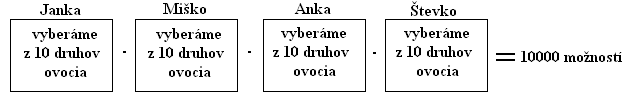 Janka Miško Anka Števko
vyberáme vyberáme vyberáme vyberáme
z 10 druhov · z 10 druhov · z 10 druhov · z 10 druhov = 10000 možností
ovocia ovocia ovocia ovocia